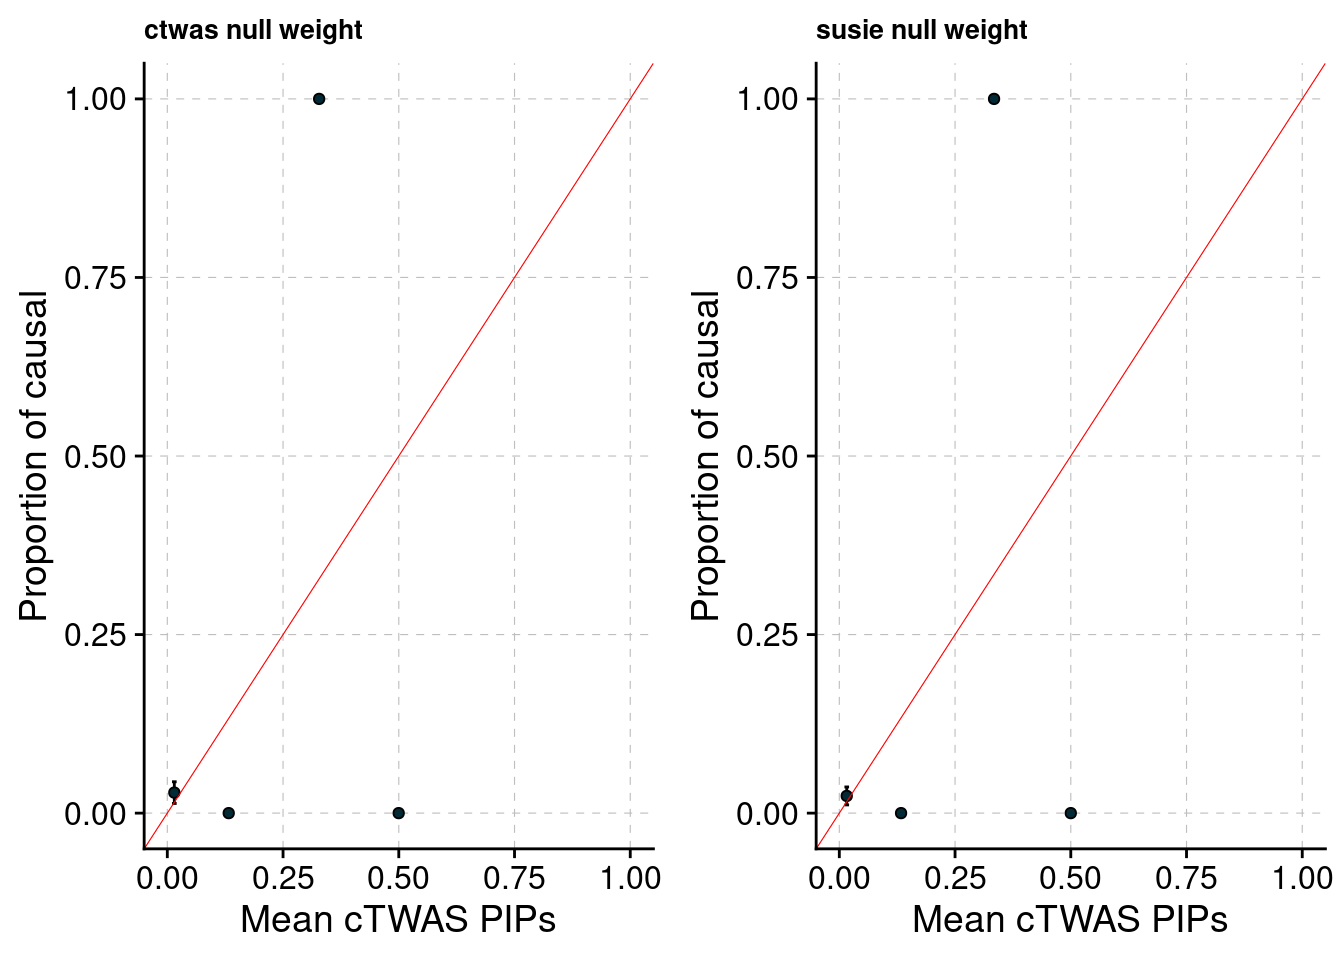 ctwas null weight
Proportion of causal
1.00
0.75
0.50
0.25
0.00
0.00 0.25 0.50 0.75 1.00
Mean cTWAS PIPs
susie null weight
Proportion of causal
1.00
0.75
0.50
0.25
0.00
0.00 0.25 0.50 0.75 1.00
Mean cTWAS PIPs